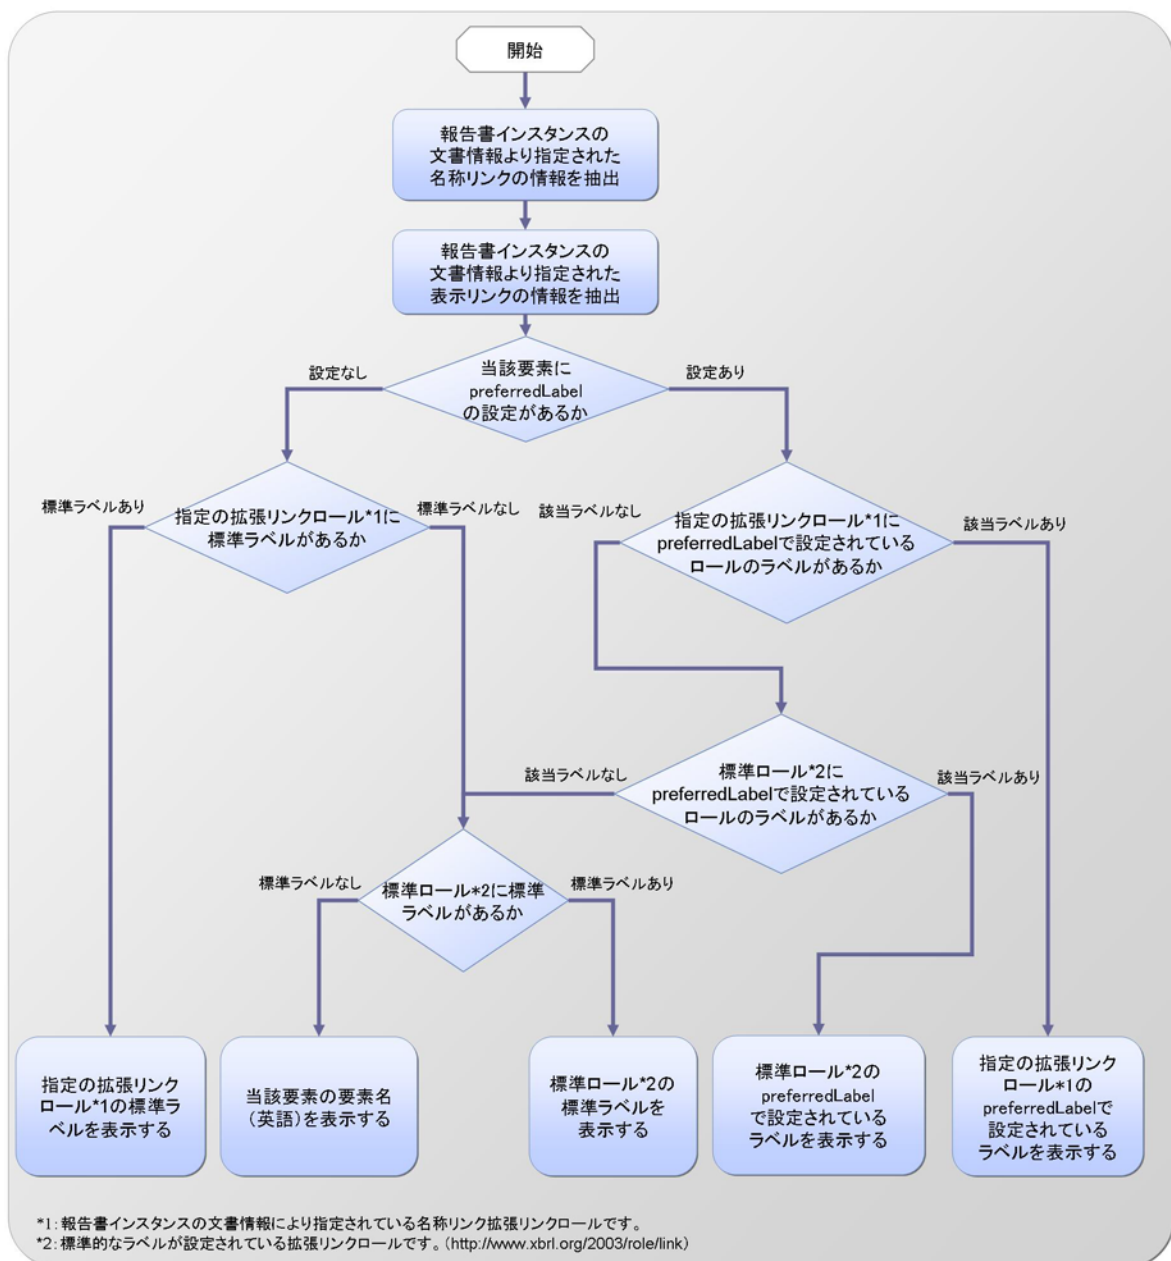 開始
報告書インスタンスの
文書情報より指定された
名称リンクの情報を抽出
報告書インスタンスの
文書情報より指定された
表示リンクの情報を抽出
設定なし
当該要素に
preferredLabel
の設定があるか
設定あり
標準ラベルあり
指定の拡張リンクロール*1に
標準ラベルがあるか
標準ラベルなし
該当ラベルなし
指定の拡張リンクロール*1に
preferredLabelで設定されている
ロールのラベルがあるか
該当ラベルあり
該当ラベルなし
標準ロール*2に
preferredLabelで設定されている
ロールのラベルがあるか
該当ラベルあり
標準ラベルなし
標準ロール*2に標準
ラベルがあるか
標準ラベルあり
指定の拡張リンク
ロール*1の標準ラ
ベルを表示する
当該要素の要素名
(英語)を表示する
標準ロール*2の
標準ラベルを
表示する
標準ロール*2の
preferredLabel
で設定されている
ラベルを表示する
指定の拡張リンク
ロール*1の
preferredLabelで
設定されている
ラベルを表示する
*1:報告書インスタンスの文書情報により指定されている名称リンク拡張リンクロールです。
*2:標準的なラベルが設定されている拡張リンクロールです。(http://www.xbrl.org/2003/role/link)